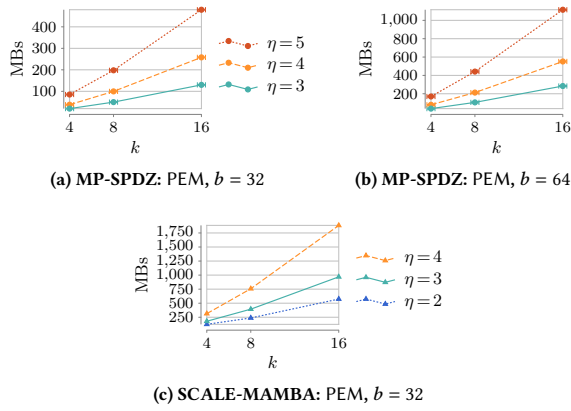 MBs
400
300
200
100
4
8
16
k
η = 5
η = 4
η = 3
(a) MP-SPDZ: PEM, b = 32
MBs
1,000
800
600
400
200
4
8
16
k
(b) MP-SPDZ: PEM, b = 64
MBs
1,750
1,500
1,250
1,000
750
500
250
4
8
16
k
η = 4
η = 3
η = 2
(c) SCALE-MAMBA: PEM, b = 32